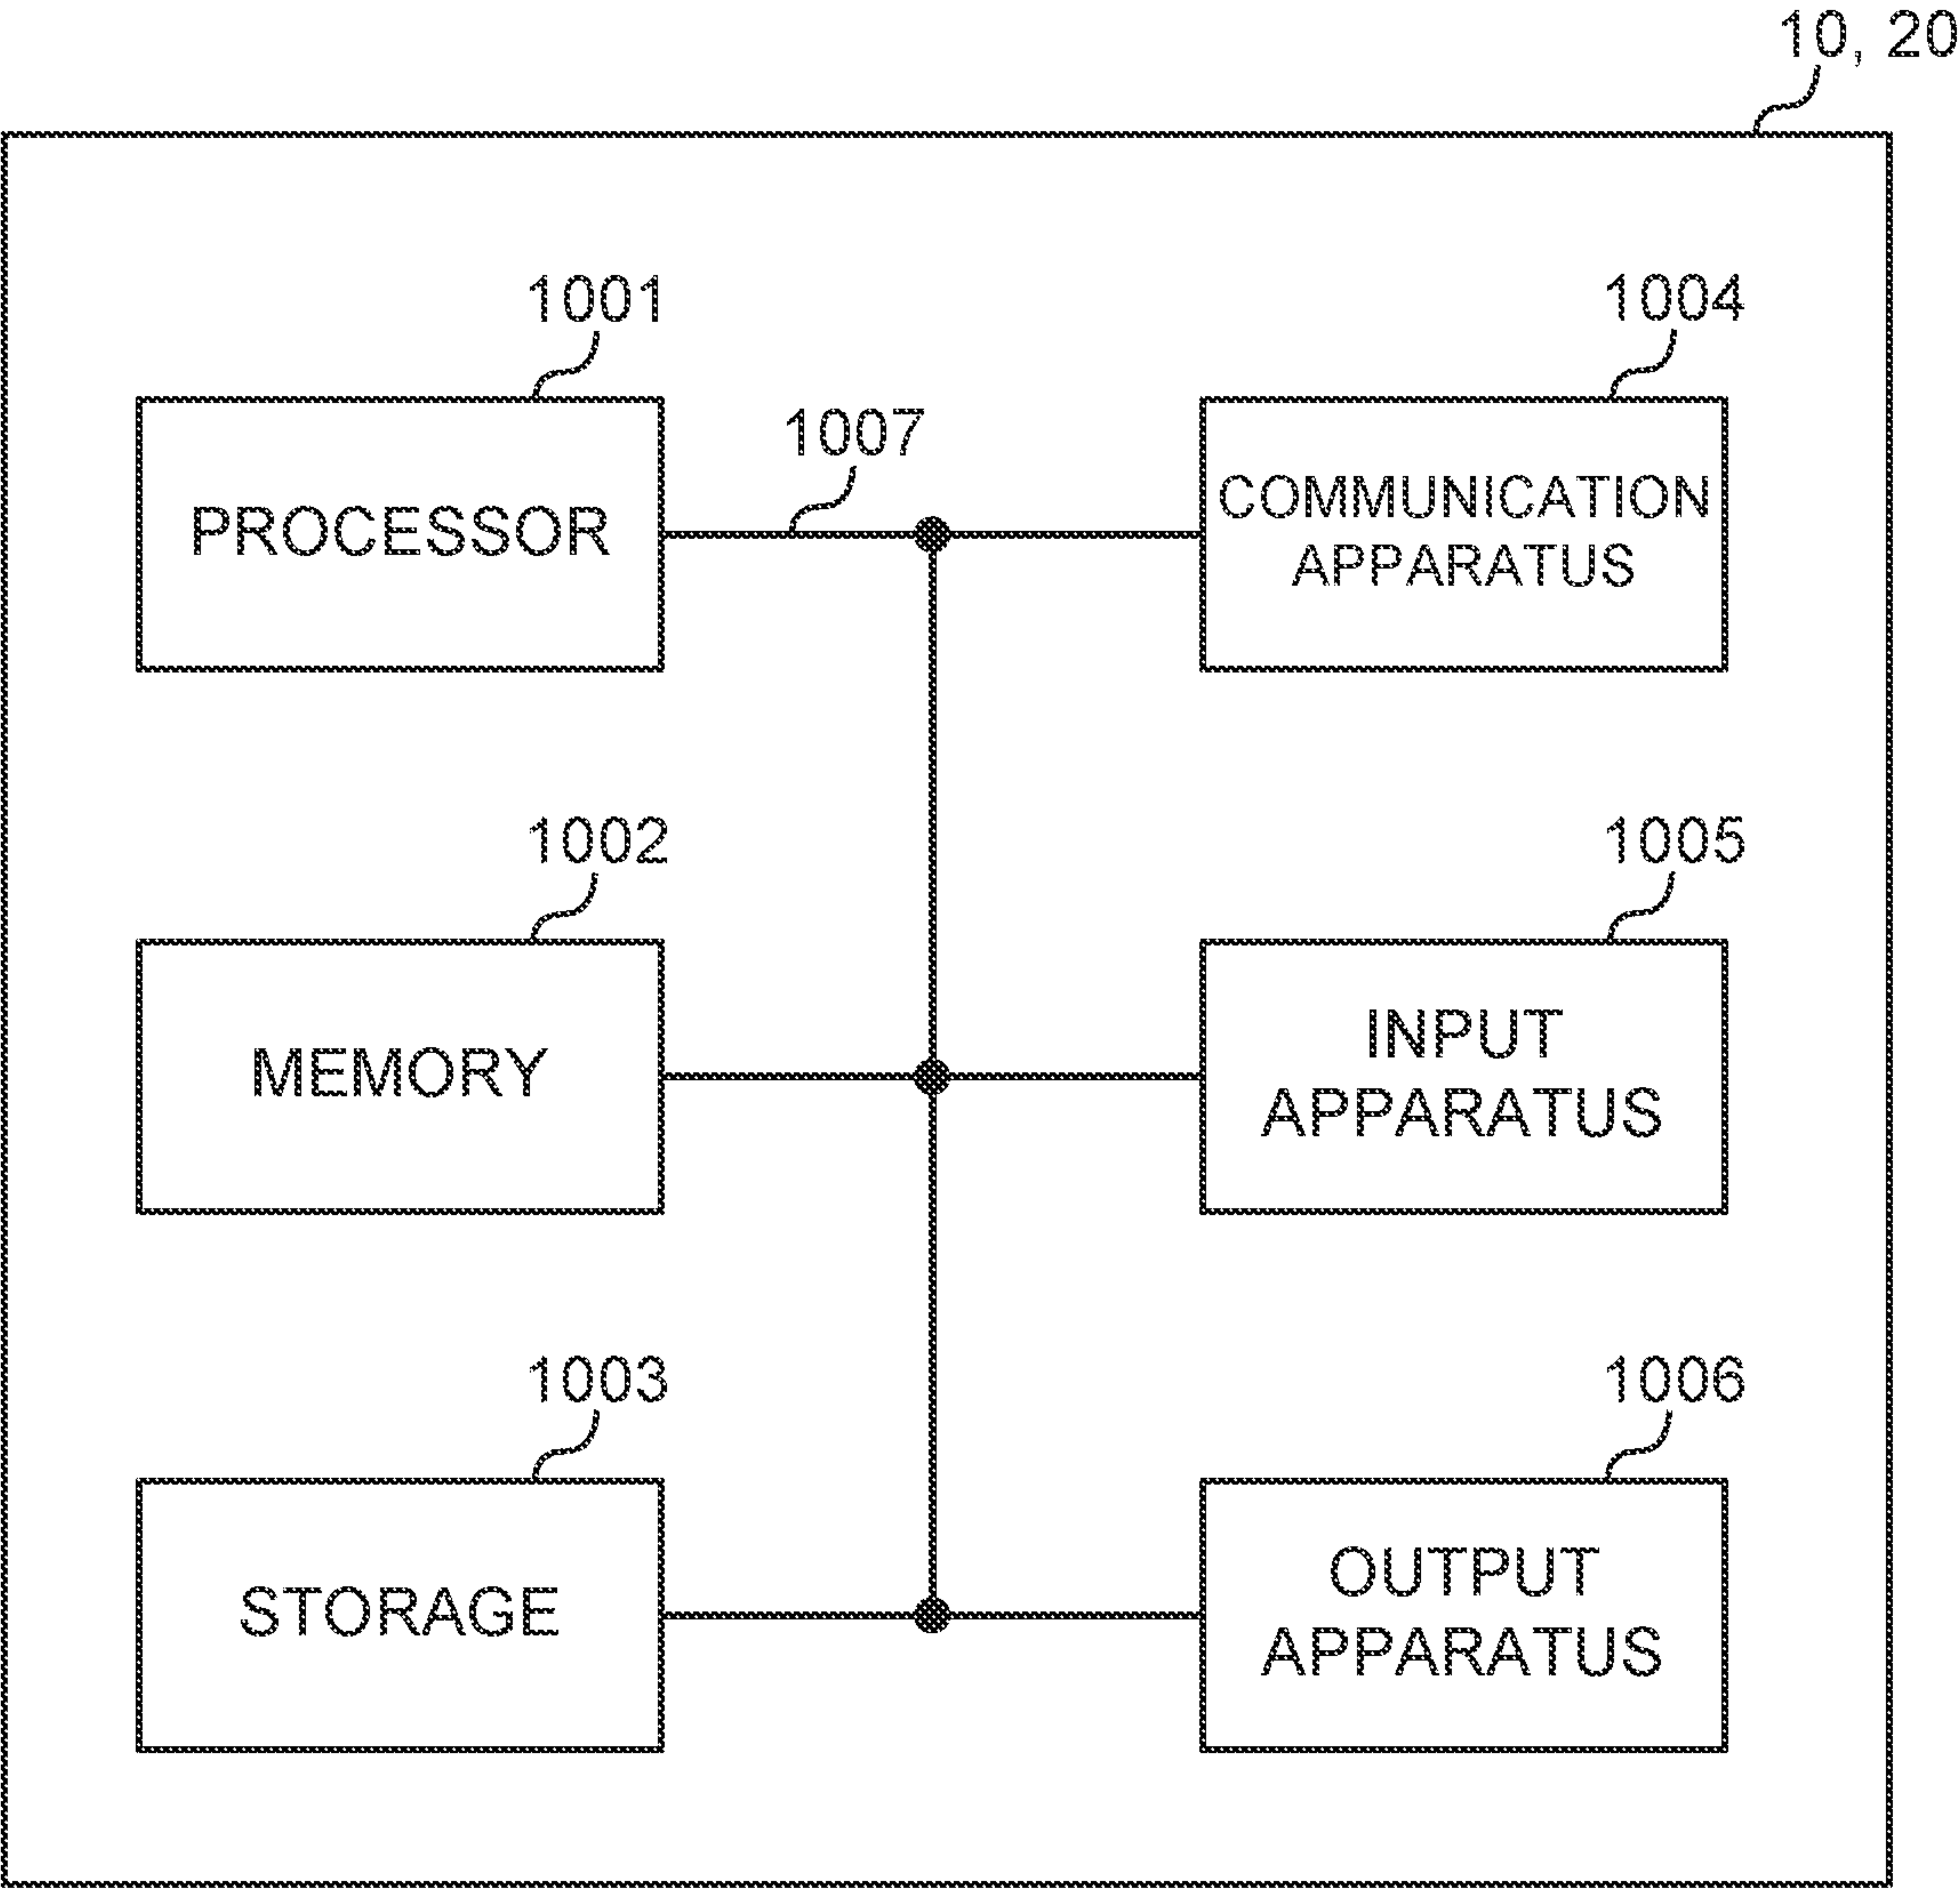 10, 20
1001
1004
1007
PROCESSOR
COMMUNICATION
APPARATUS
1002
1005
MEMORY
INPUT
APPARATUS
1003
1006
STORAGE
OUTPUT
APPARATUS